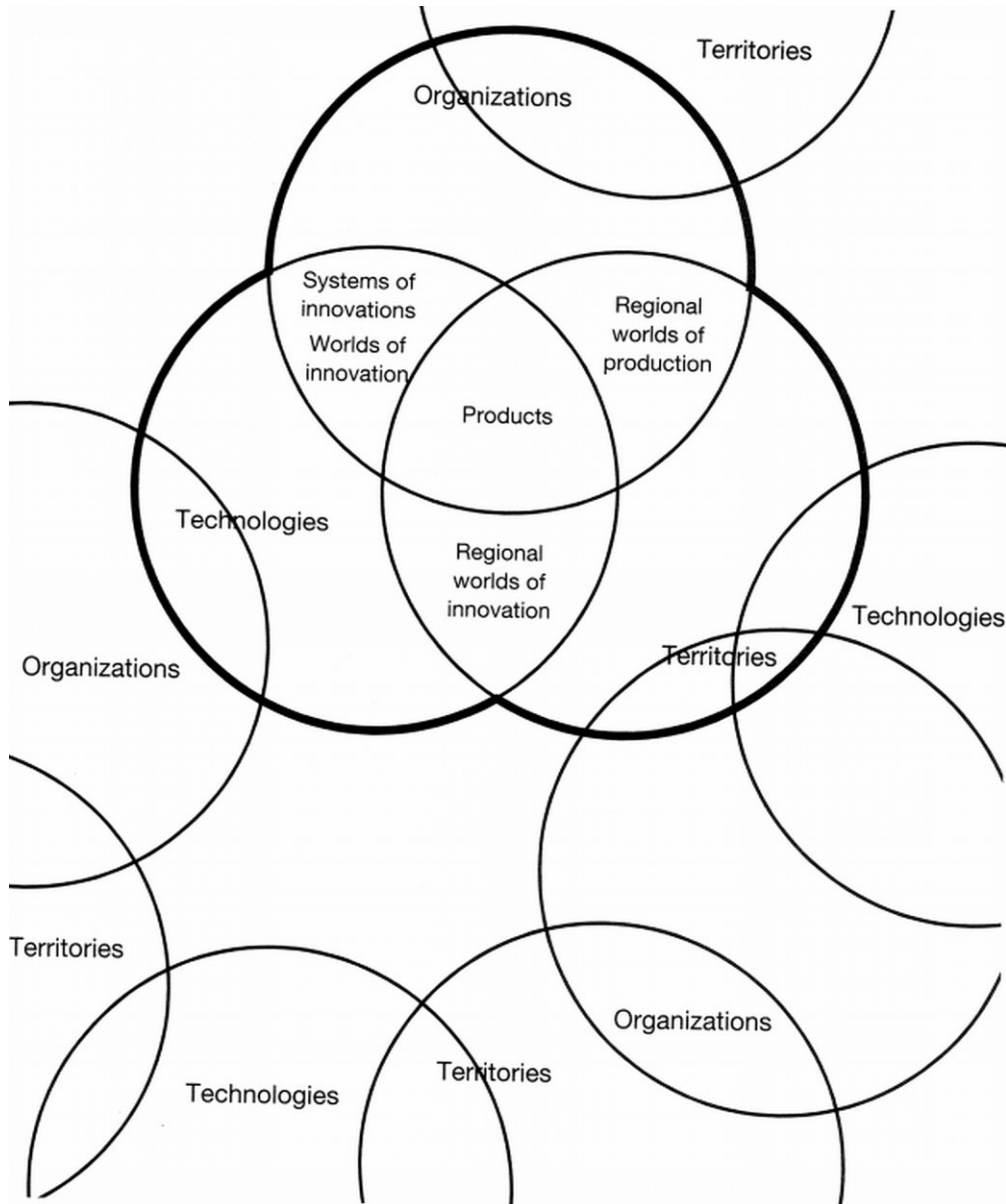 Territories
Organizations
Systems of
innovations
Worlds of
innovation
Regional
worlds of
production
Products
Technologies
Regional
worlds of
innovation
Technologies
Territories
Organizations
Territories
Organizations
Territories
Technologies